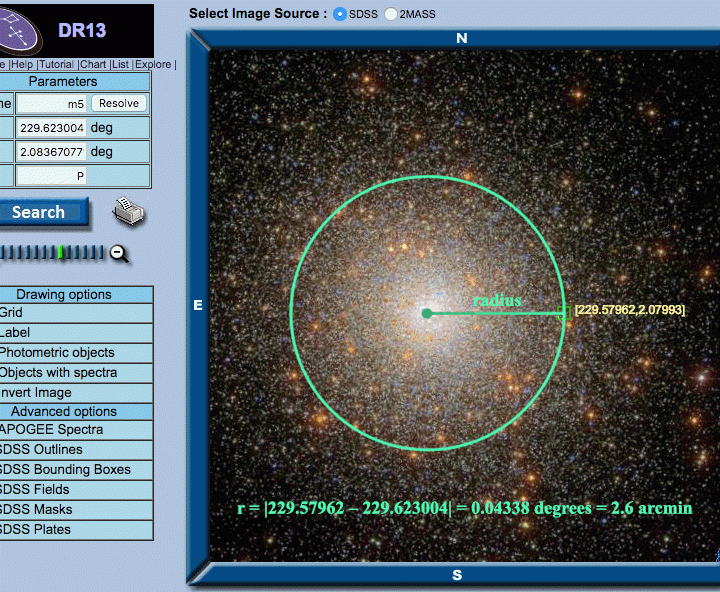 Select Image Source : SDSS 2MASS
DR13
e |Help |Tutorial |Chart |List |Explore |
Parameters
me m5 Resolve
229.623004 deg
2.08367077 deg
P
Search
Drawing options
Grid
Label
Photometric objects
Objects with spectra
nvert Image
Advanced options
APOGEE Spectra
SDSS Outlines
SDSS Bounding Boxes
SDSS Fields
SDSS Masks
SDSS Plates
N
E
radius
[229.57962,2.07993]
r = |229.57962 – 229.623004| = 0.04338 degrees = 2.6 arcmin
S